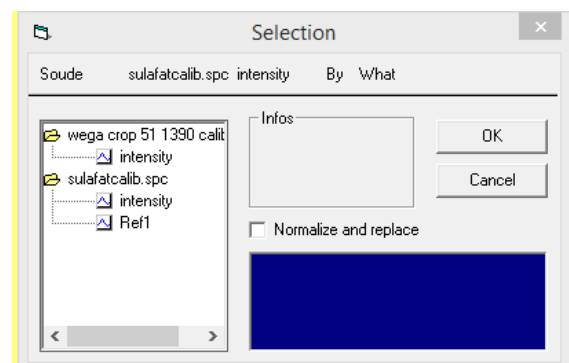 Selection
Soude sulafatcalib.spc intensity By What
wega crop 51 1390 calit
intensity
sulafatcalib.spc
intensity
Ref1
Infos
OK
Cancel
Normalize and replace